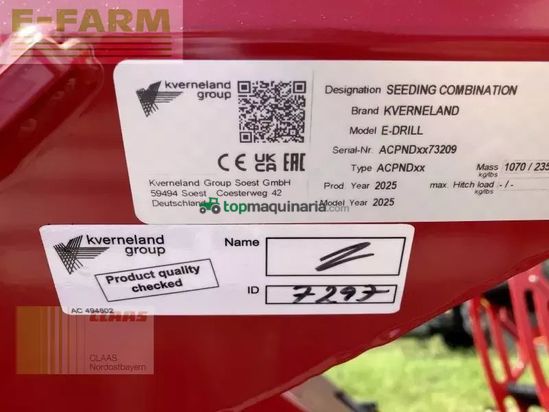 E-FARM
kverneland
group
Designation SEEDING COMBINATION
Brand KVERNELAND
Model E-DRILL
Serial-Nr. ACPNDxx73209
Type ACPNDxx Mass 1070 / 235
kg/lbs
Prod. Year 2025 max. Hitch load - / -
kg/lbs
Model Year 2025
CE UKCA EAC
Kverneland Group Soest GmbH
59494 Soest Coesterweg 42
Deutschland
topmaquinaria.com
kverneland
group
Product quality
checked
AC 494802
Name
ID 7297
CLAAS
CLAAS
Nordostbayern